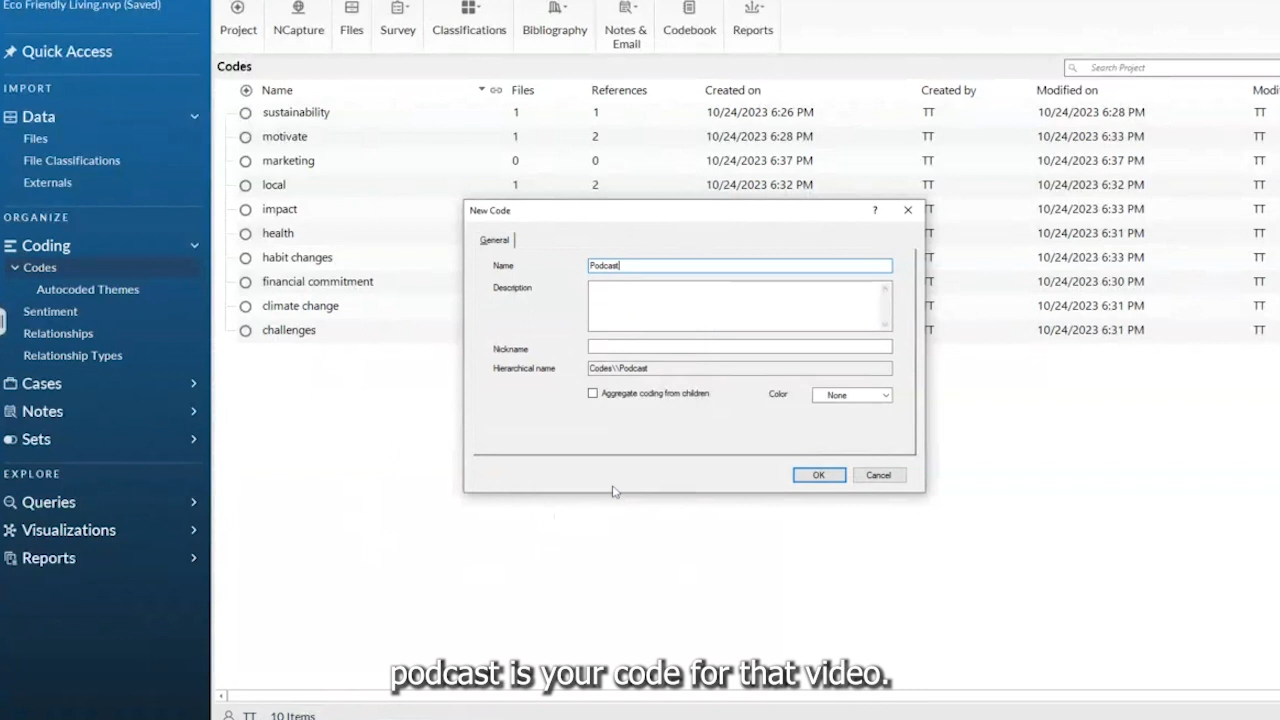 Eco Friendly Living.nvp (Saved)
Quick Access
IMPORT
Data
Files
File Classifications
Externals
ORGANIZE
Coding
Codes
Autocoded Themes
Sentiment
Relationships
Relationship Types
Cases
Notes
Sets
EXPLORE
Queries
Visualizations
Reports
Project NCapture Files Survey Classifications Bibliography Notes & Email Codebook Reports
Codes Search Project
Name Files References Created on Created by Modified on Modi
sustainability 1 1 10/24/2023 6:26 PM TT 10/24/2023 6:28 PM TT
motivate 1 2 10/24/2023 6:28 PM TT 10/24/2023 6:33 PM TT
marketing 0 0 10/24/2023 6:37 PM TT 10/24/2023 6:37 PM TT
local 1 2 10/24/2023 6:32 PM TT 10/24/2023 6:32 PM TT
impact TT 10/24/2023 6:33 PM TT
health TT 10/24/2023 6:31 PM TT
habit changes TT 10/24/2023 6:33 PM TT
financial commitment TT 10/24/2023 6:30 PM TT
climate change TT 10/24/2023 6:31 PM TT
challenges TT 10/24/2023 6:31 PM TT
New Code ?
General
Name Podcast
Description
Nickname
Hierarchical name Codes\\Podcast
Aggregate coding from children Color None
OK Cancel
podcast is your code for that video.
TT 10 Items